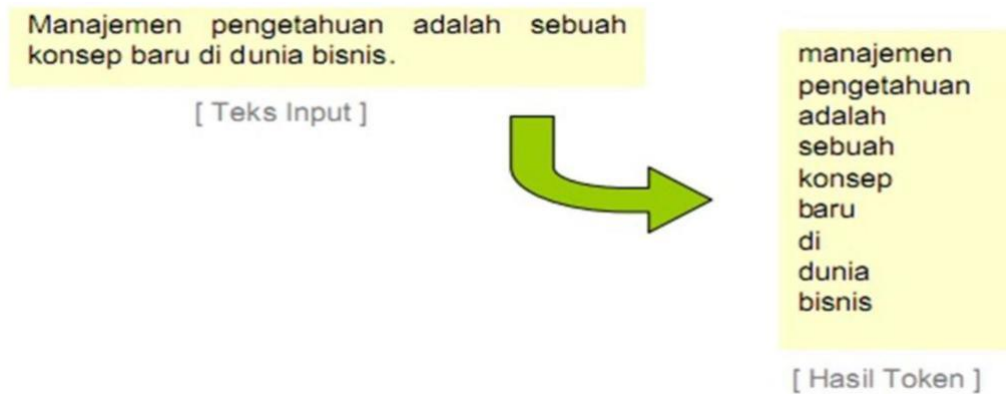 Manajemen pengetahuan adalah sebuah
konsep baru di dunia bisnis.
[ Teks Input ]
manajemen
pengetahuan
adalah
sebuah
konsep
baru
di
dunia
bisnis
[ Hasil Token ]